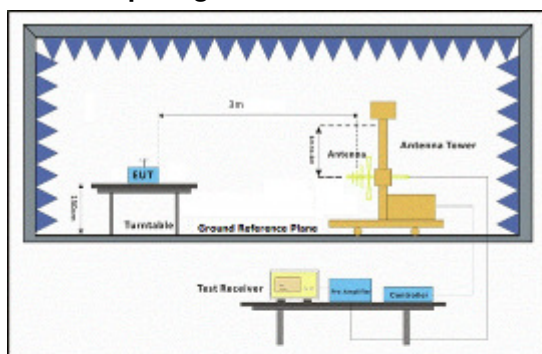 3m
Antenna
Antenna Tower
EUT
Turntable
Ground Reference Plane
Test Receiver
Pre Amplifier
Controller